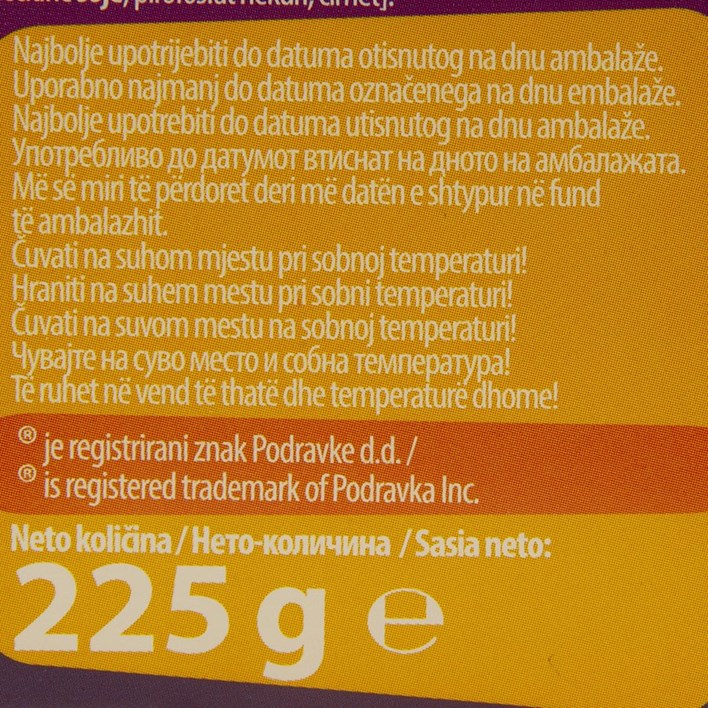 pirofosfat
Najbolje upotrijebiti do datuma otisnutog na dnu ambalaže.
Uporabno najmanj do datuma označenega na dnu embalaže.
Najbolje upotrebiti do datuma utisnutog na dnu ambalaže.
Употребливо до датумот втиснат на дното на амбалажата.
Më së miri të përdoret deri më datën e shtypur në fund
të ambalazhit.
Čuvati na suhom mjestu pri sobnoj temperaturi!
Hraniti na suhem mestu pri sobni temperaturi!
Čuvati na suvom mestu na sobnoj temperaturi!
Чувајте на суво место и собна температура!
Të ruhet në vend të thatë dhe temperaturë dhome!
® je registrirani znak Podravke d.d. /
® is registered trademark of Podravka Inc.
Neto količina / Нето-количина / Sasia neto:
225 g ℮